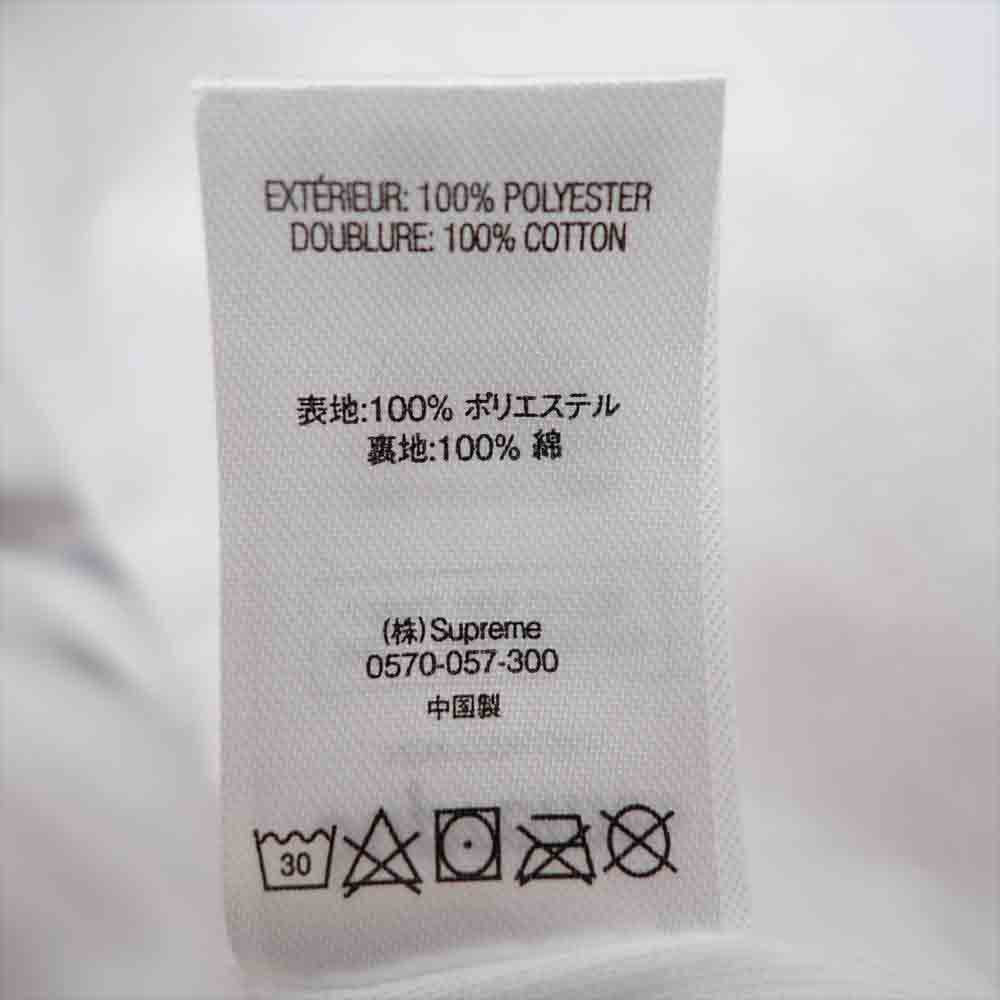 EXTÉRIEUR: 100% POLYESTER
DOUBLURE: 100% COTTON
表地:100% ポリエステル
裏地:100% 綿
(株)Supreme
0570-057-300
中国製
30